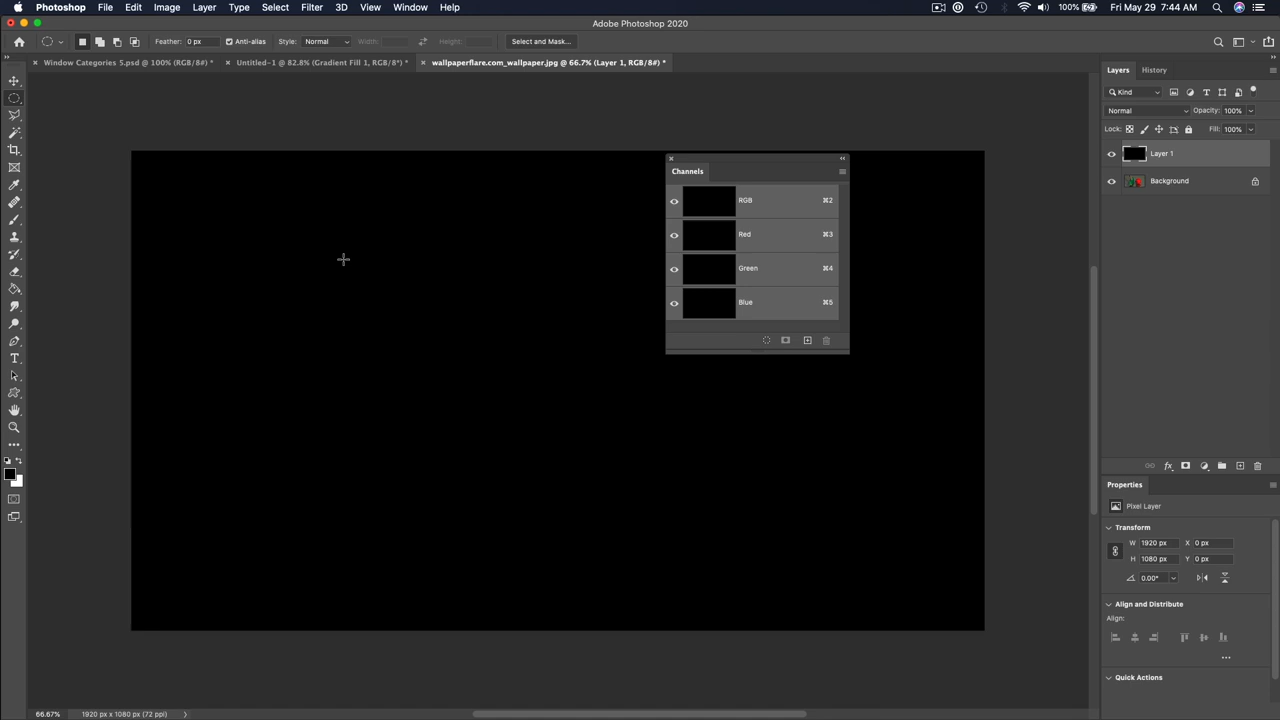 Photoshop File Edit Image Layer Type Select Filter 3D View Window Help 100% Fri May 29 7:44 AM
Adobe Photoshop 2020
Feather: 0 px Anti-alias Style: Normal Width: Height: Select and Mask...
Window Categories 5.psd @ 100% (RGB/8#) * Untitled-1 @ 82.8% (Gradient Fill 1, RGB/8*) * wallpaperflare.com_wallpaper.jpg @ 66.7% (Layer 1, RGB/8#) *
Layers History
Kind
Normal Opacity: 100%
Lock: Fill: 100%
Layer 1
Background
Channels
RGB ⌘2
Red ⌘3
Green ⌘4
Blue ⌘5
Properties
Pixel Layer
Transform
W 1920 px X 0 px
H 1080 px Y 0 px
0.00°
Align and Distribute
Align:
Quick Actions
66.67% 1920 px x 1080 px (72 ppi)